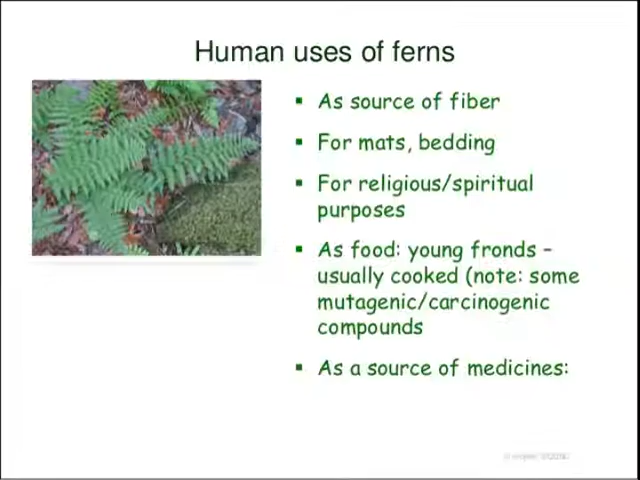 Human uses of ferns
As source of fiber
For mats, bedding
For religious/spiritual
purposes
As food: young fronds –
usually cooked (note: some
mutagenic/carcinogenic
compounds
As a source of medicines: